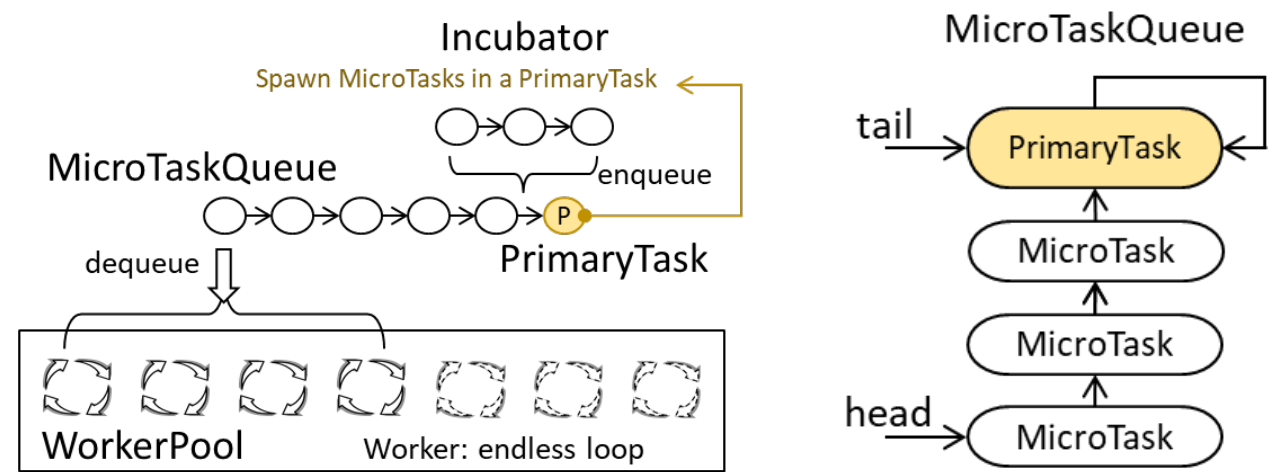 Incubator
Spawn MicroTasks in a PrimaryTask
MicroTaskQueue
enqueue
P
PrimaryTask
dequeue
WorkerPool
Worker: endless loop
MicroTaskQueue
tail
PrimaryTask
MicroTask
MicroTask
head
MicroTask